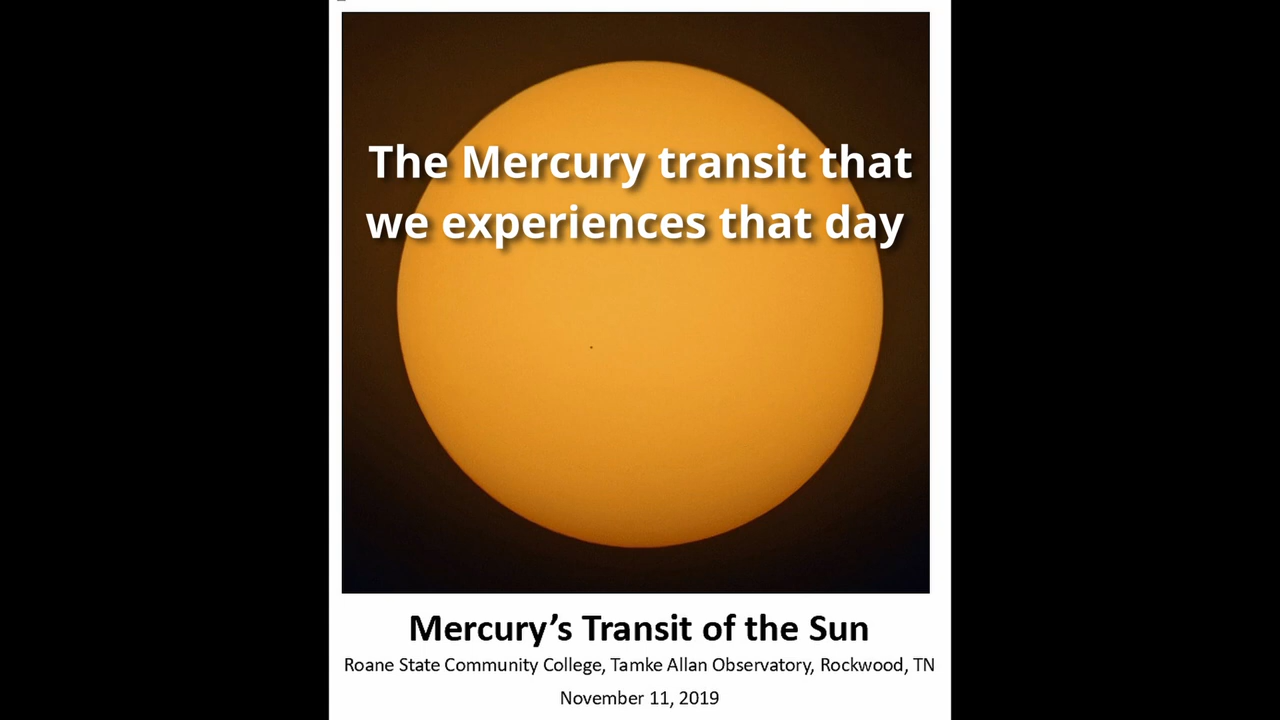 The Mercury transit that
we experiences that day
Mercury’s Transit of the Sun
Roane State Community College, Tamke Allan Observatory, Rockwood, TN
November 11, 2019